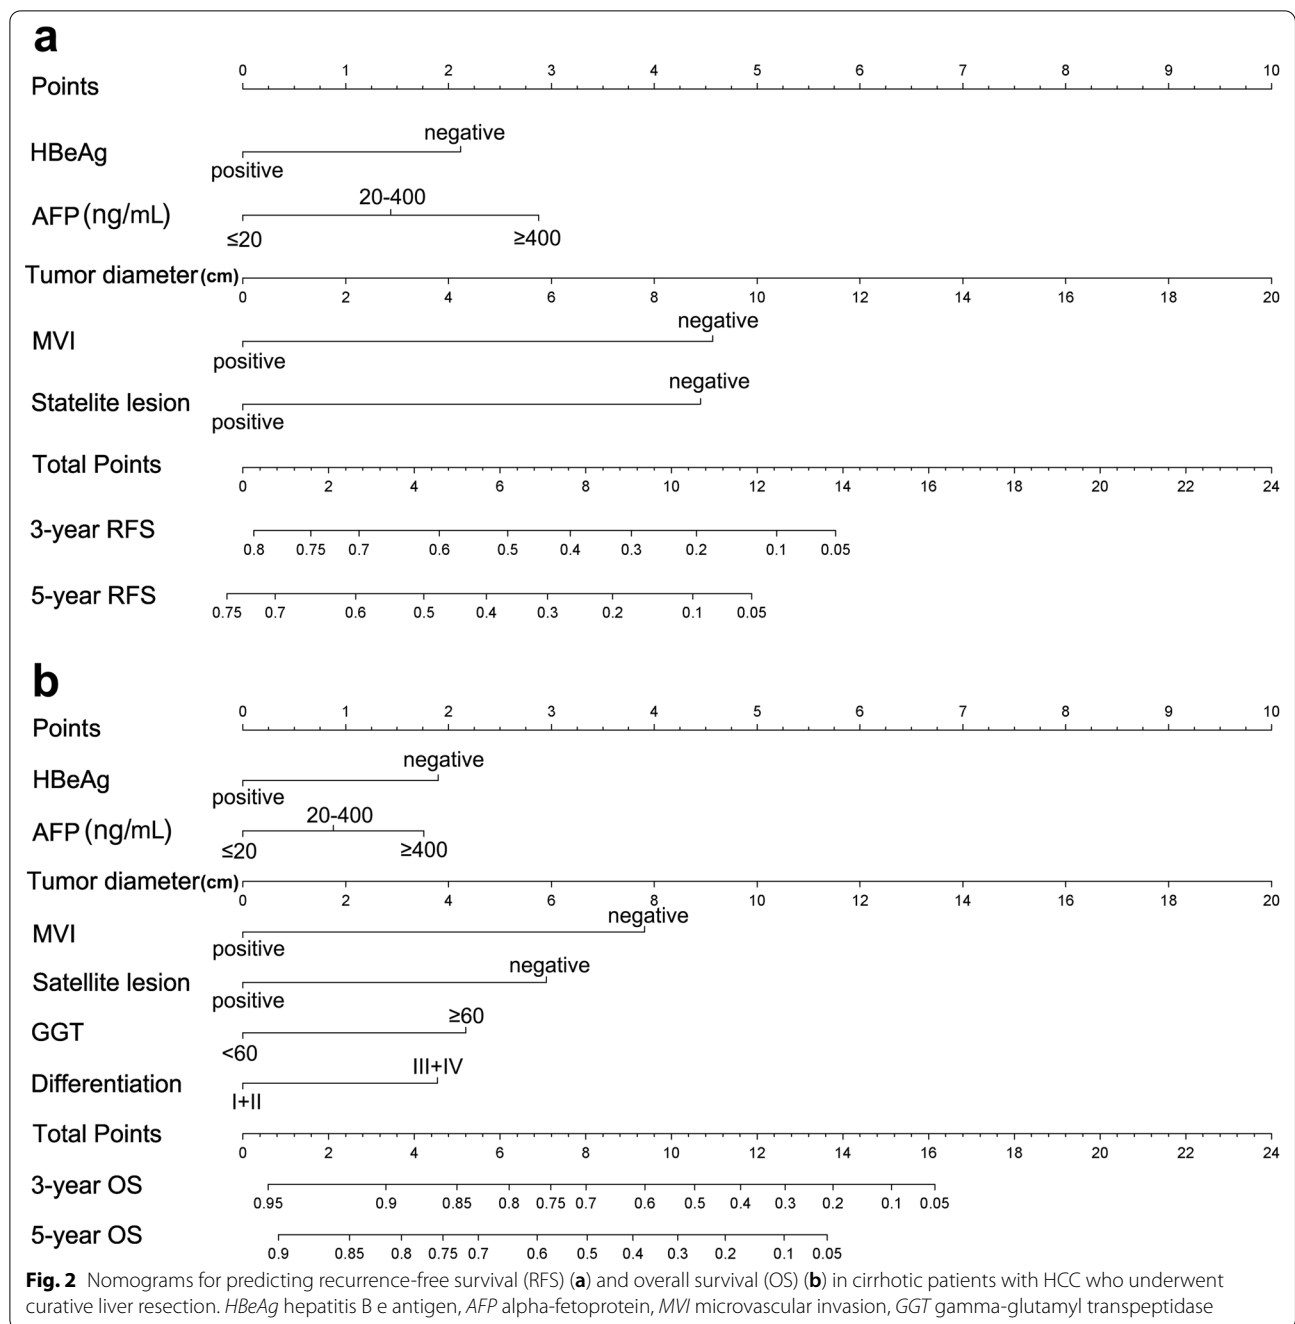 a
Points 0 1 2 3 4 5 6 7 8 9 10
HBeAg positive negative
AFP (ng/mL) ≤20 20-400 ≥400
Tumor diameter (cm) 0 2 4 6 8 10 12 14 16 18 20
MVI positive negative
Statelite lesion positive negative
Total Points 0 2 4 6 8 10 12 14 16 18 20 22 24
3-year RFS 0.8 0.75 0.7 0.6 0.5 0.4 0.3 0.2 0.1 0.05
5-year RFS 0.75 0.7 0.6 0.5 0.4 0.3 0.2 0.1 0.05
b
Points 0 1 2 3 4 5 6 7 8 9 10
HBeAg positive negative
AFP (ng/mL) ≤20 20-400 ≥400
Tumor diameter (cm) 0 2 4 6 8 10 12 14 16 18 20
MVI positive negative
Satellite lesion positive negative
GGT <60 ≥60
Differentiation I+II III+IV
Total Points 0 2 4 6 8 10 12 14 16 18 20 22 24
3-year OS 0.95 0.9 0.85 0.8 0.75 0.7 0.6 0.5 0.4 0.3 0.2 0.1 0.05
5-year OS 0.9 0.85 0.8 0.75 0.7 0.6 0.5 0.4 0.3 0.2 0.1 0.05
Fig. 2 Nomograms for predicting recurrence-free survival (RFS) (a) and overall survival (OS) (b) in cirrhotic patients with HCC who underwent
curative liver resection. HBeAg hepatitis B e antigen, AFP alpha-fetoprotein, MVI microvascular invasion, GGT gamma-glutamyl transpeptidase